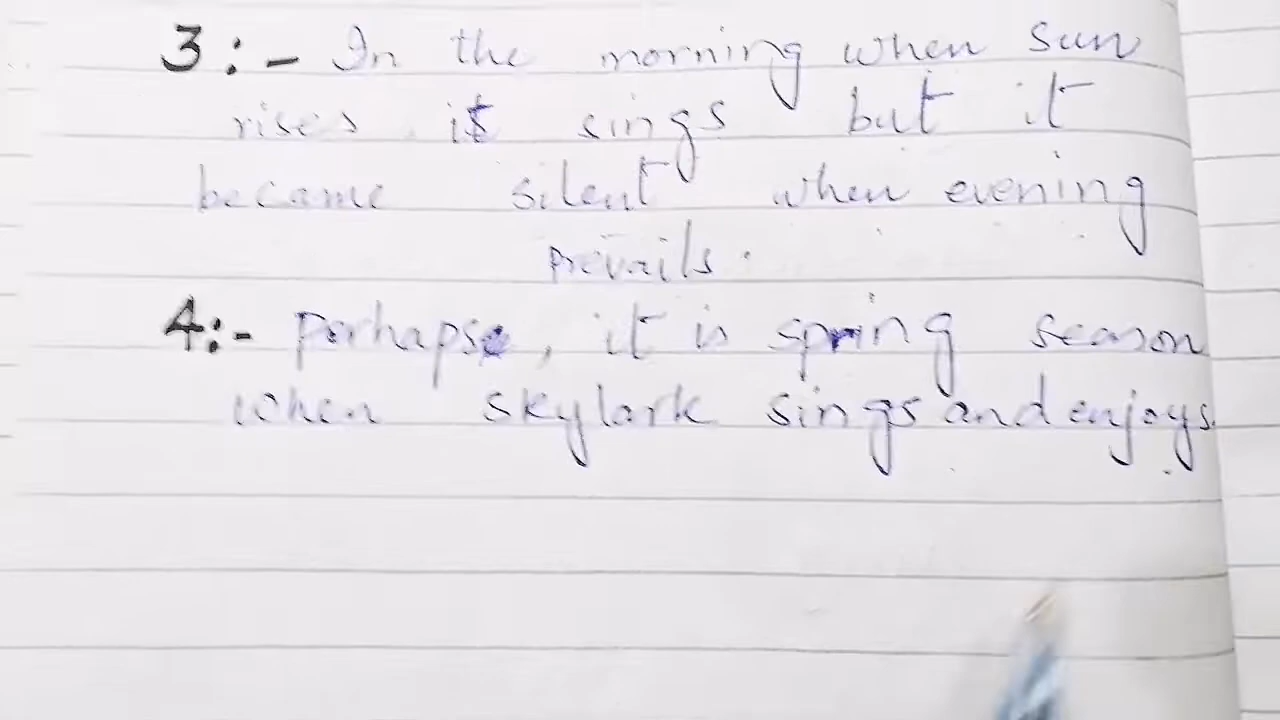 3:- In the morning when sun
rises it sings but it
became silent when evening
prevails.
4:- Perhaps, it is spring season
when skylark sings and enjoys.